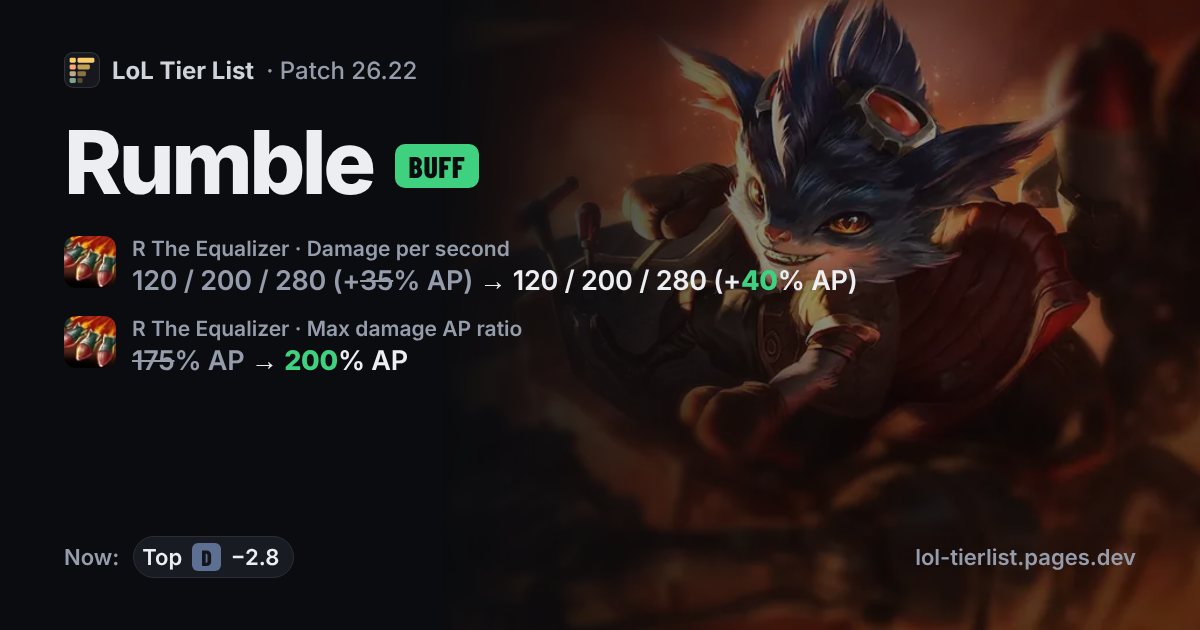 LoL Tier List · Patch 26.22
Rumble BUFF
R The Equalizer · Damage per second
120 / 200 / 280 (+35% AP) → 120 / 200 / 280 (+40% AP)
R The Equalizer · Max damage AP ratio
175% AP → 200% AP
Now: Top D −2.8
lol-tierlist.pages.dev